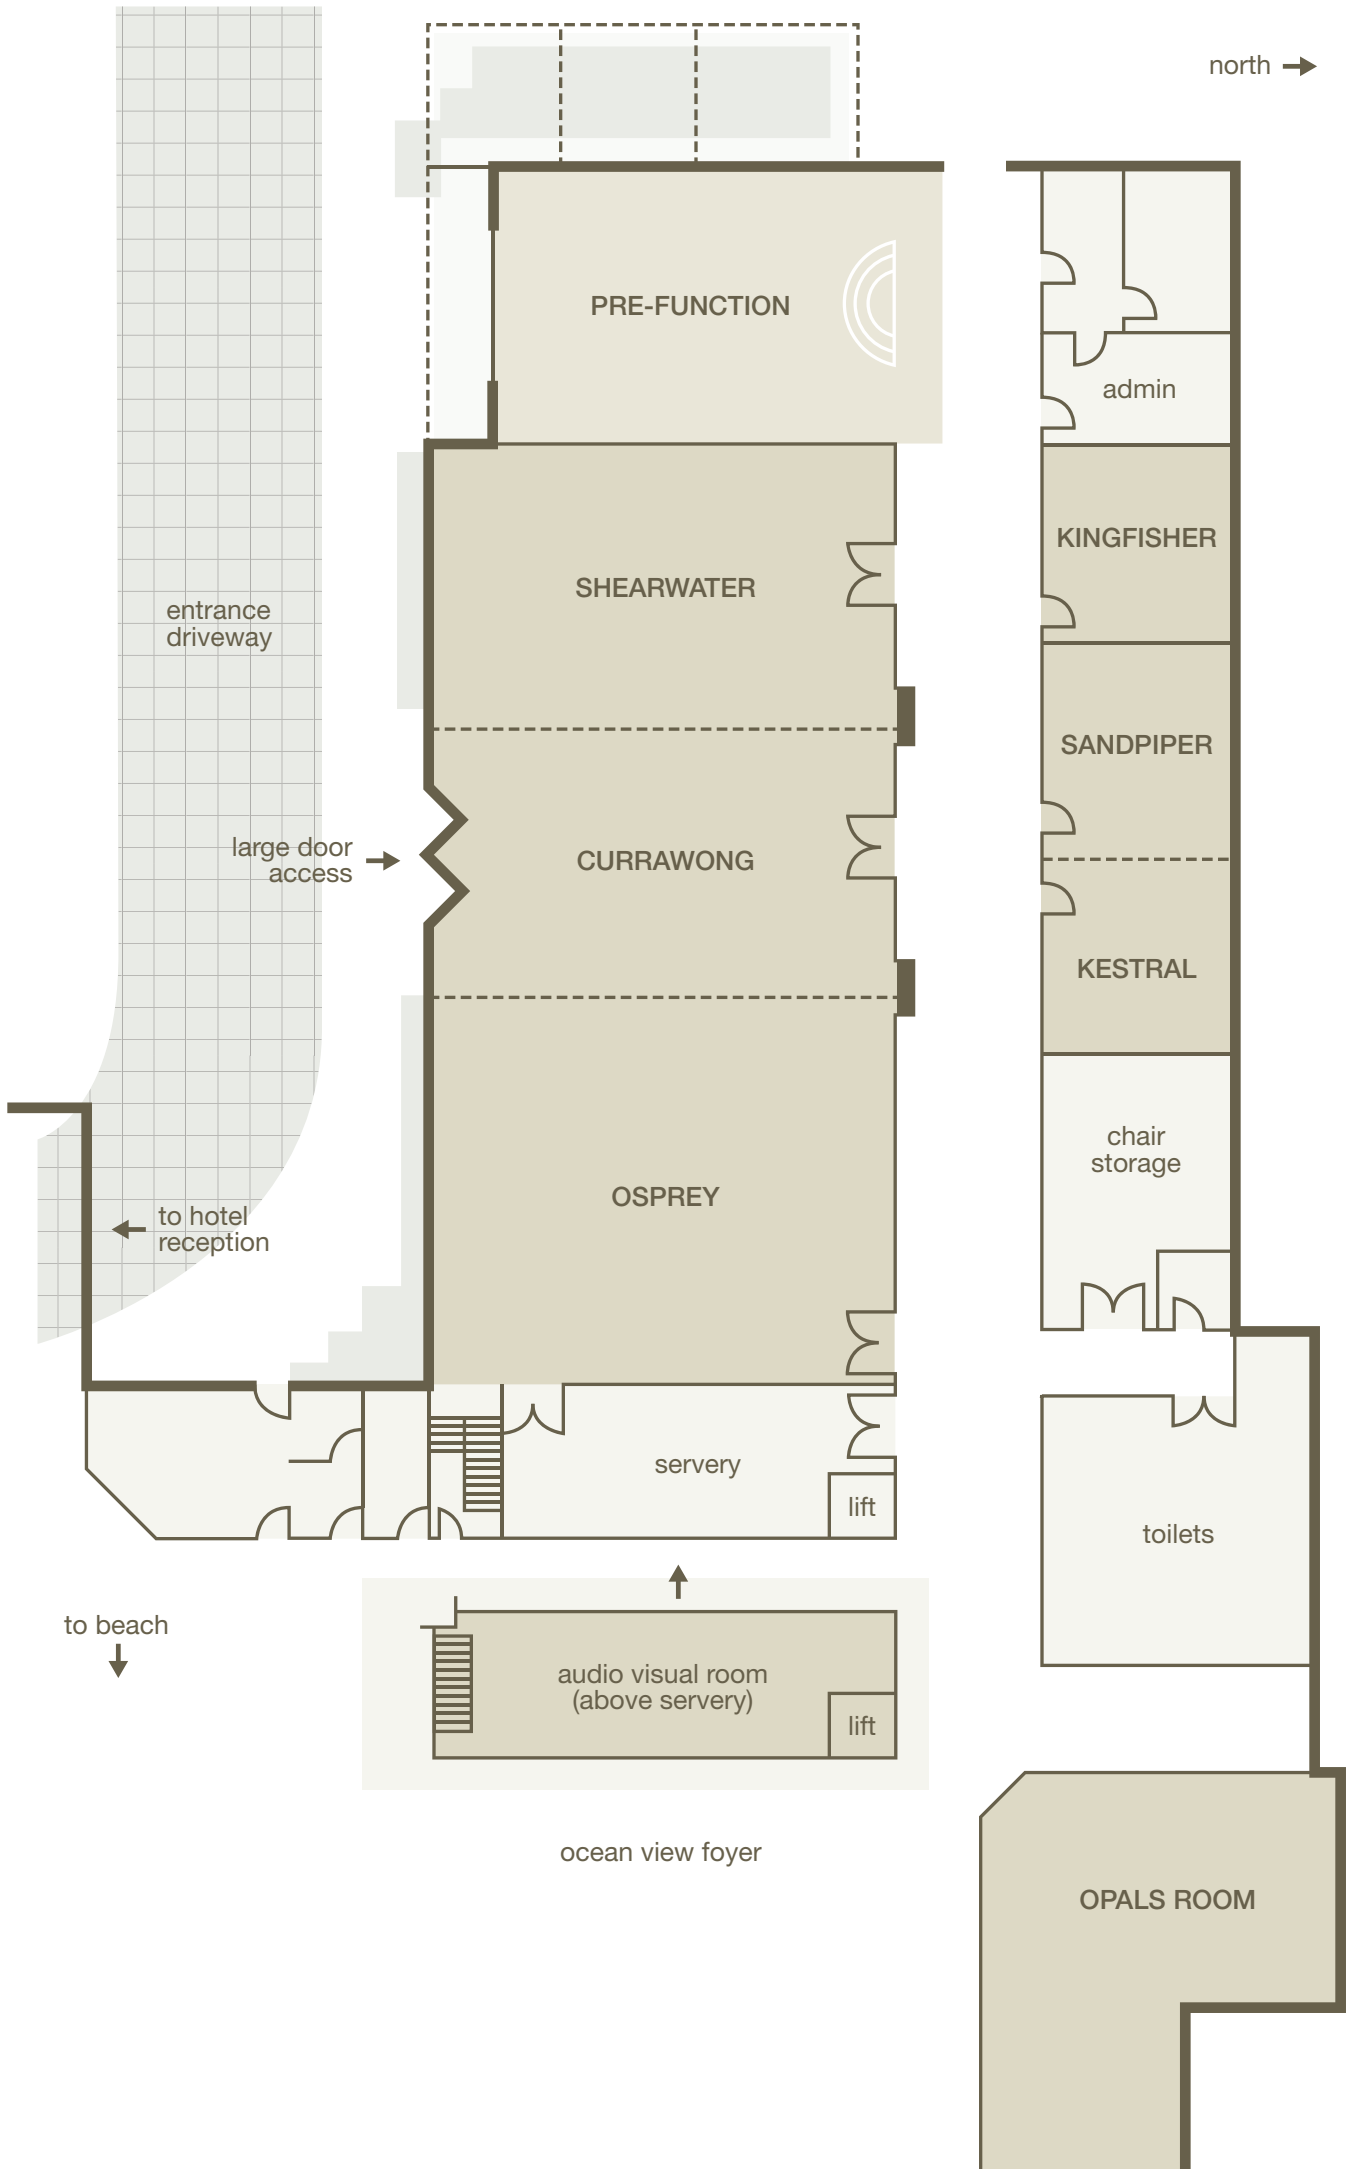 north
PRE-FUNCTION
admin
KINGFISHER
SHEARWATER
entrance
driveway
SANDPIPER
large door
access
CURRAWONG
KESTRAL
chair
storage
OSPREY
to hotel
reception
servery
lift
toilets
to beach
audio visual room
(above servery)
lift
ocean view foyer
OPALS ROOM